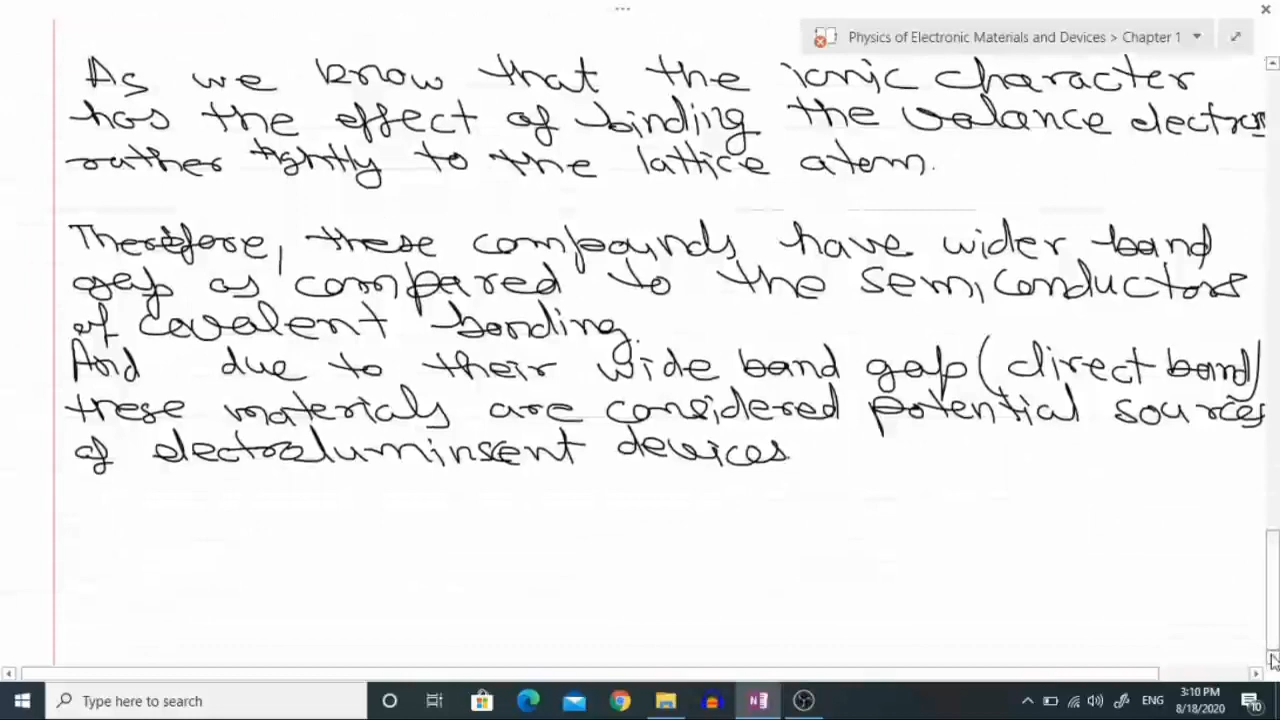 Physics of Electronic Materials and Devices > Chapter 1
As we know that the ionic character
has the effect of binding the valance electrons
rather tightly to the lattice atom.
Therefore, these compounds have wider band
gap as compared to the semiconductors
of covalent bonding.
And due to their wide band gap (direct band)
these materials are considered potential sources
of electroluminscent devices
Type here to search
ENG
3:10 PM
8/18/2020
10